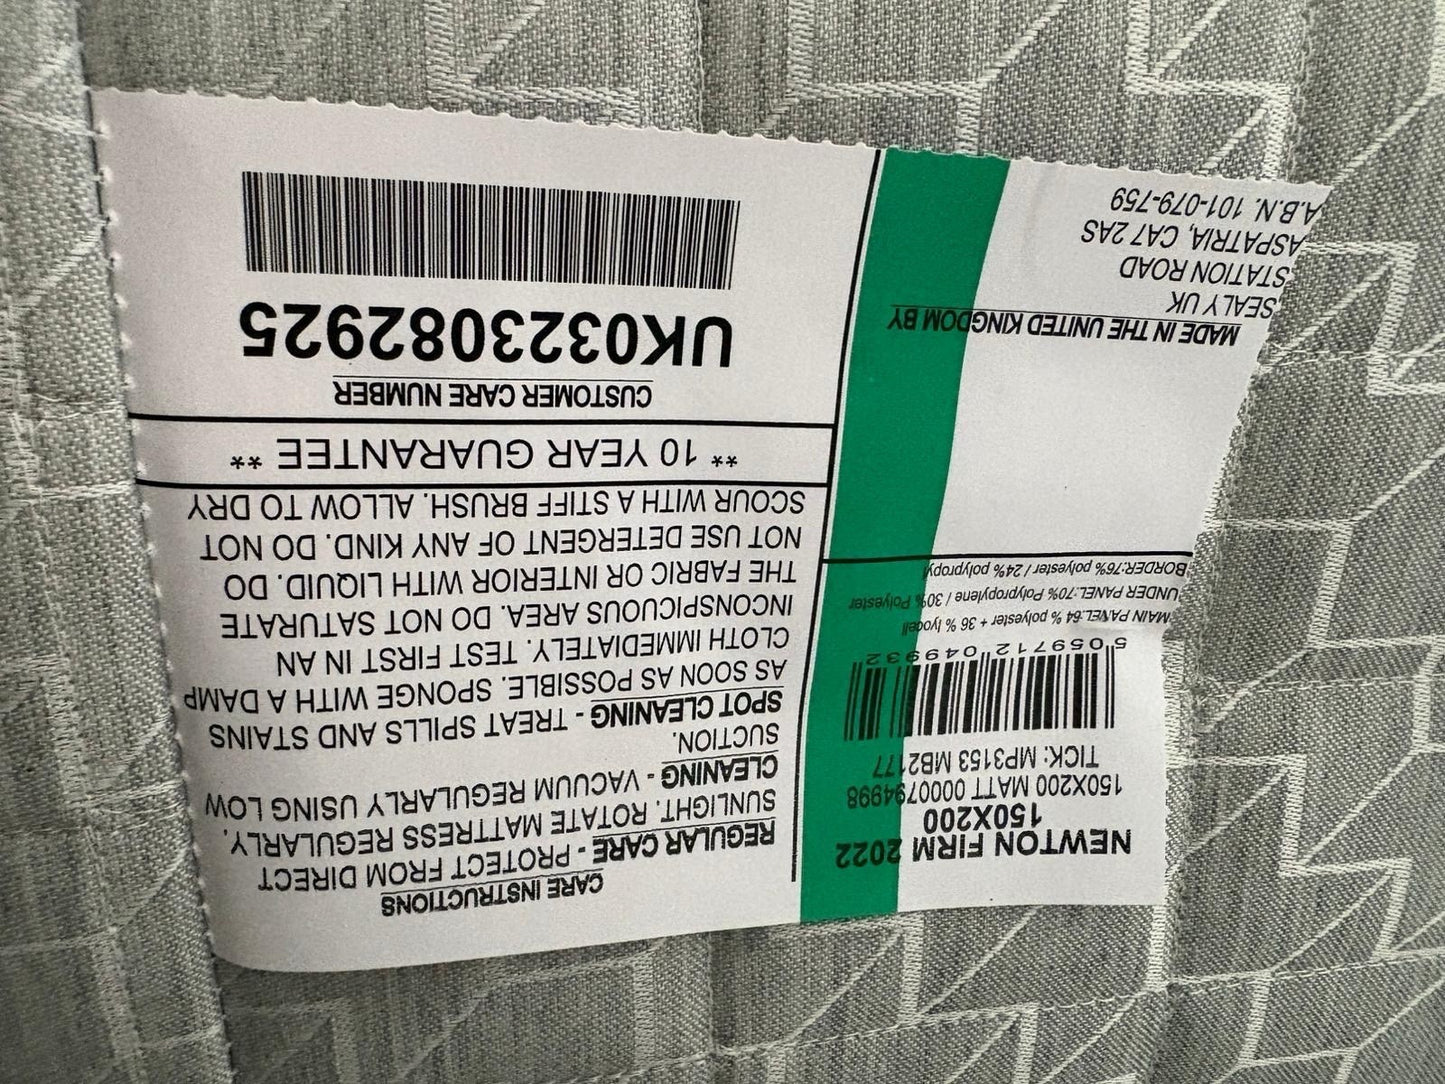 NEWTON FIRM 2022
150X200
150X200 MATT 0000794998
TICK: MP3153 MB2177
5 059712 049932
MAIN PANEL:64 % polyester + 36 % lyocell
UNDER PANEL:70% Polypropylene / 30% Polyester
BORDER:76% polyester / 24% polypropyl
MADE IN THE UNITED KINGDOM BY
SEALY UK
STATION ROAD
ASPATRIA, CA7 2AS
A.B.N. 101-079-759
CARE INSTRUCTIONS
REGULAR CARE - PROTECT FROM DIRECT
SUNLIGHT. ROTATE MATTRESS REGULARLY.
CLEANING - VACUUM REGULARLY USING LOW
SUCTION.
SPOT CLEANING - TREAT SPILLS AND STAINS
AS SOON AS POSSIBLE. SPONGE WITH A DAMP
CLOTH IMMEDIATELY. TEST FIRST IN AN
INCONSPICUOUS AREA. DO NOT SATURATE
THE FABRIC OR INTERIOR WITH LIQUID. DO
NOT USE DETERGENT OF ANY KIND. DO NOT
SCOUR WITH A STIFF BRUSH. ALLOW TO DRY
** 10 YEAR GUARANTEE **
CUSTOMER CARE NUMBER
UK0323082925